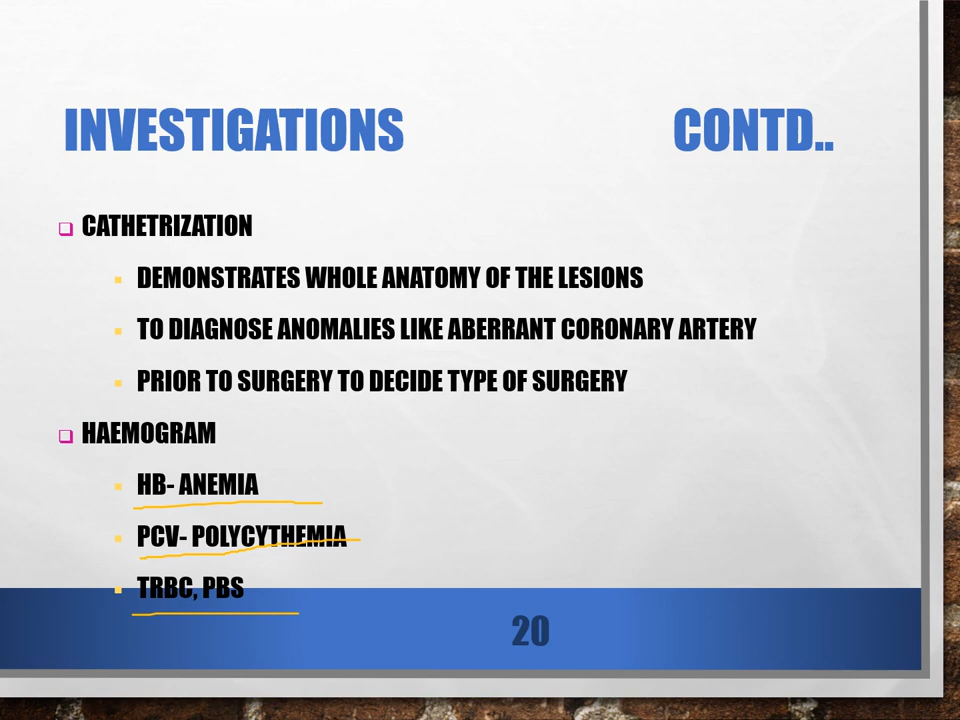 INVESTIGATIONS CONTD..
CATHETRIZATION
DEMONSTRATES WHOLE ANATOMY OF THE LESIONS
TO DIAGNOSE ANOMALIES LIKE ABERRANT CORONARY ARTERY
PRIOR TO SURGERY TO DECIDE TYPE OF SURGERY
HAEMOGRAM
HB- ANEMIA
PCV- POLYCYTHEMIA
TRBC, PBS
20